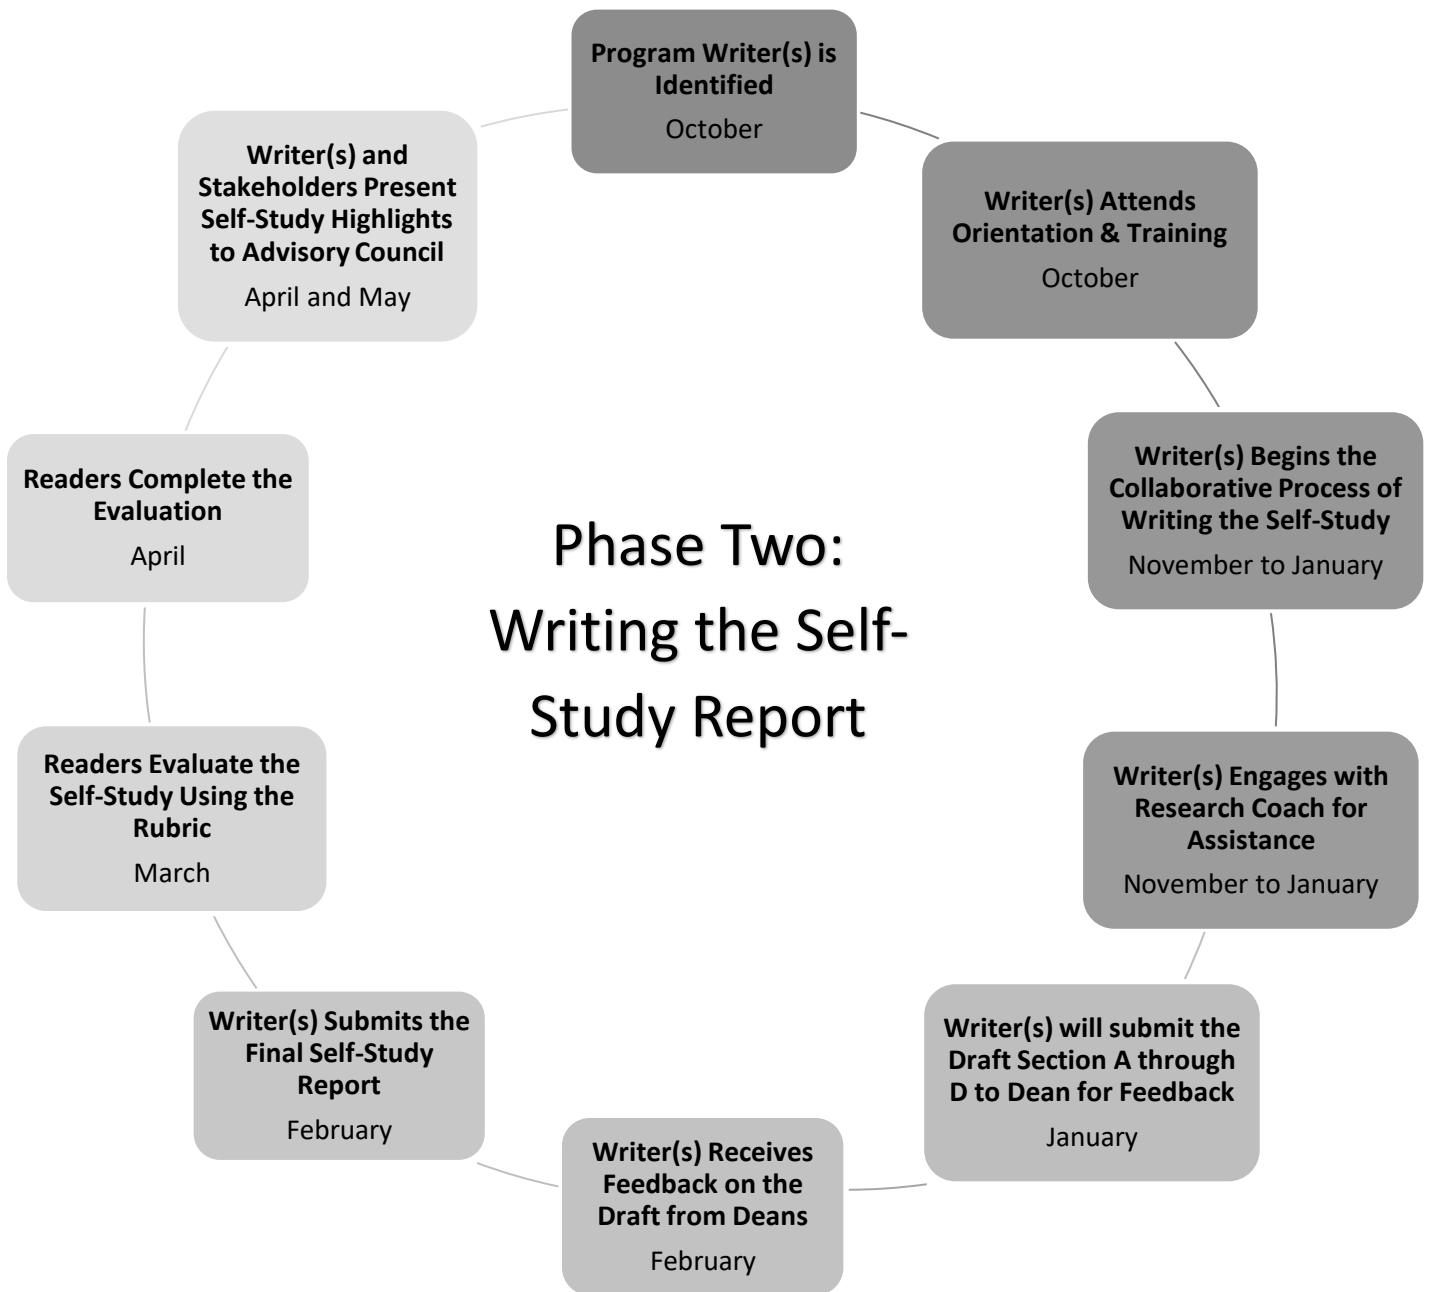 Program Writer(s) is
Identified
October
Writer(s) Attends
Orientation & Training
October
Writer(s) Begins the
Collaborative Process of
Writing the Self-Study
November to January
Writer(s) Engages with
Research Coach for
Assistance
November to January
Writer(s) will submit the
Draft Section A through
D to Dean for Feedback
January
Writer(s) Receives
Feedback on the
Draft from Deans
February
Writer(s) Submits the
Final Self-Study
Report
February
Readers Evaluate the
Self-Study Using the
Rubric
March
Readers Complete the
Evaluation
April
Writer(s) and
Stakeholders Present
Self-Study Highlights
to Advisory Council
April and May
Phase Two:
Writing the Self-
Study Report